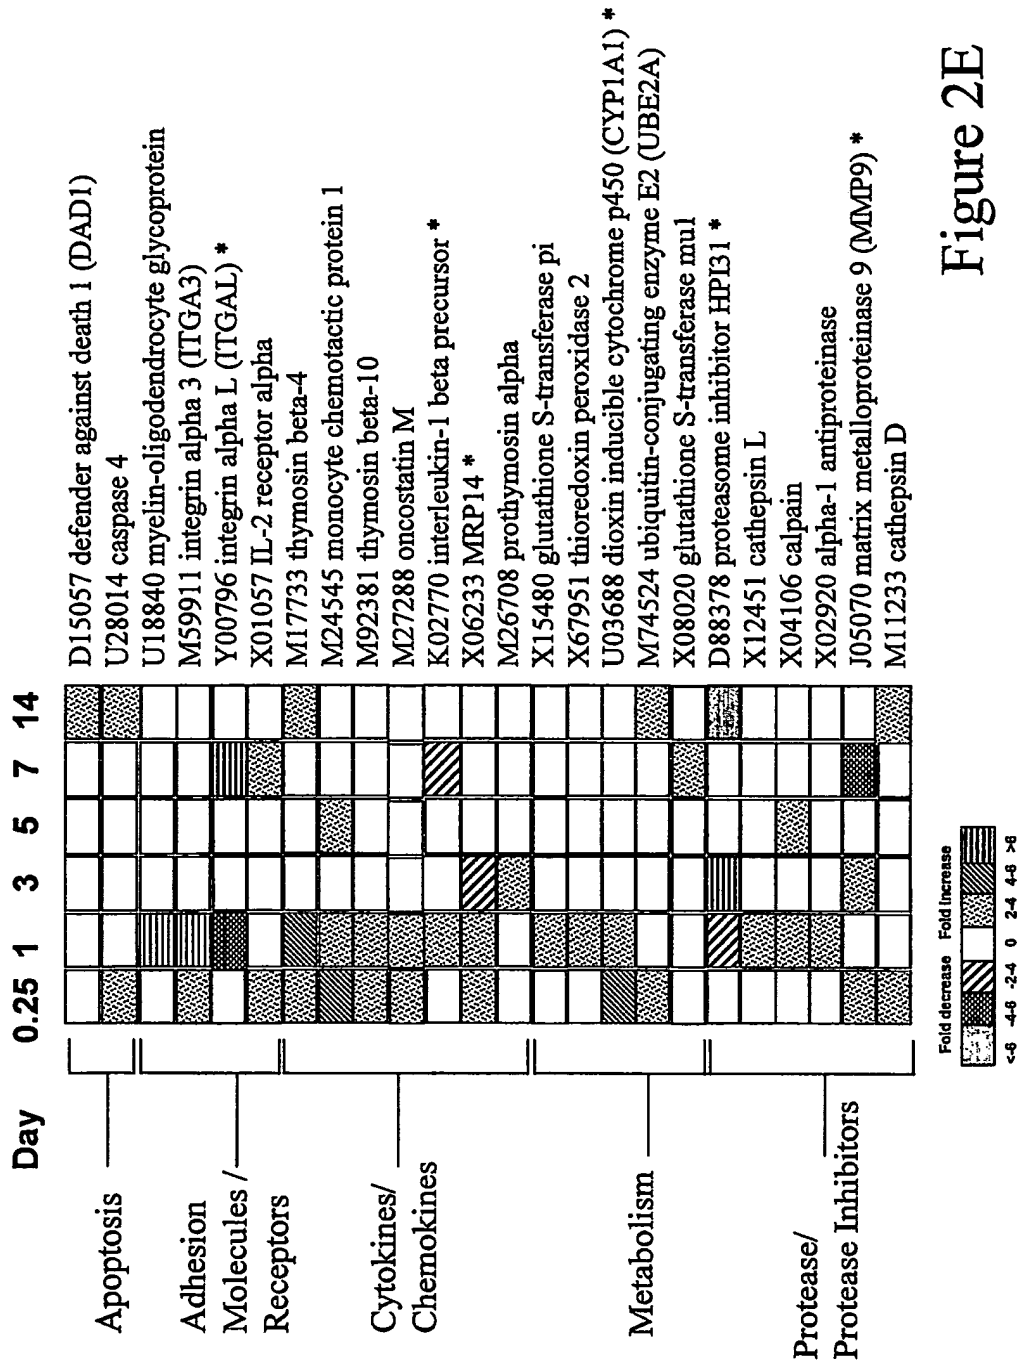 Day 0.25 1 3 5 7 14
Apoptosis
D15057 defender against death 1 (DAD1)
U28014 caspase 4
Adhesion
Molecules /
Receptors
U18840 myelin-oligodendrocyte glycoprotein
M59911 integrin alpha 3 (ITGA3)
Y00796 integrin alpha L (ITGAL) *
X01057 IL-2 receptor alpha
Cytokines/
Chemokines
M17733 thymosin beta-4
M24545 monocyte chemotactic protein 1
M92381 thymosin beta-10
M27288 oncostatin M
K02770 interleukin-1 beta precursor *
X06233 MRP14 *
M26708 prothymosin alpha
Metabolism
X15480 glutathione S-transferase pi
X67951 thioredoxin peroxidase 2
U03688 dioxin inducible cytochrome p450 (CYP1A1) *
M74524 ubiquitin-conjugating enzyme E2 (UBE2A)
X08020 glutathione S-transferase mu1
Protease/
Protease Inhibitors
D88378 proteasome inhibitor HPI31 *
X12451 cathepsin L
X04106 calpain
X02920 alpha-1 antiproteinase
J05070 matrix metalloproteinase 9 (MMP9) *
M11233 cathepsin D
Fold decrease Fold Increase
<-6 -4-6 -2-4 0 2-4 4-6 >6
Figure 2E